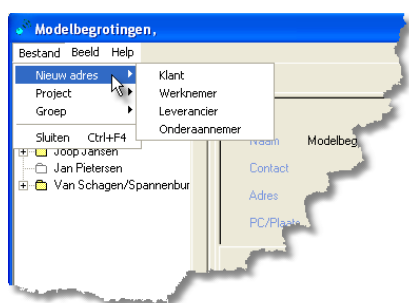 Modelbegrotingen,
Bestand Beeld Help
Nieuw adres
Klant
Project
Werknemer
Groep
Leverancier
Onderaannemer
Sluiten Ctrl+F4
Naam Modelbeg
Joop Jansen
Jan Pietersen
Contact
Van Schagen/Spannenbur
Adres
PC/Plaats